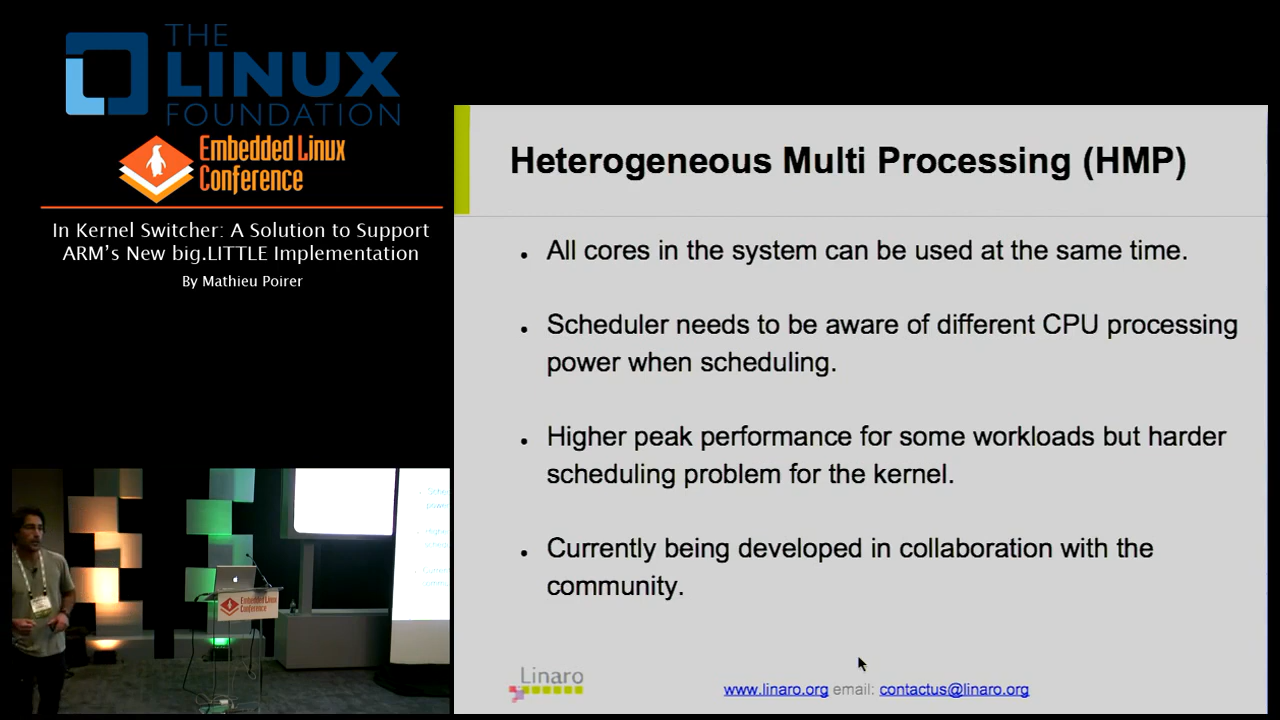 THE
LINUX
FOUNDATION
Embedded Linux
Conference
In Kernel Switcher: A Solution to Support
ARM's New big.LITTLE Implementation
By Mathieu Poirer
Heterogeneous Multi Processing (HMP)
All cores in the system can be used at the same time.
Scheduler needs to be aware of different CPU processing
power when scheduling.
Higher peak performance for some workloads but harder
scheduling problem for the kernel.
Currently being developed in collaboration with the
community.
Linaro
www.linaro.org email: contactus@linaro.org
Embedded Linux
Conference